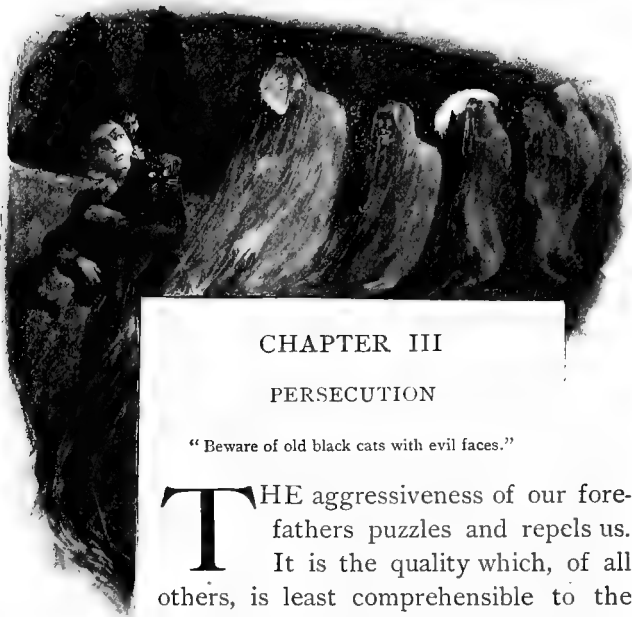 CHAPTER III
PERSECUTION
“Beware of old black cats with evil faces.”
THE aggressiveness of our fore-
fathers puzzles and repels us.
It is the quality which, of all
others, is least comprehensible to the